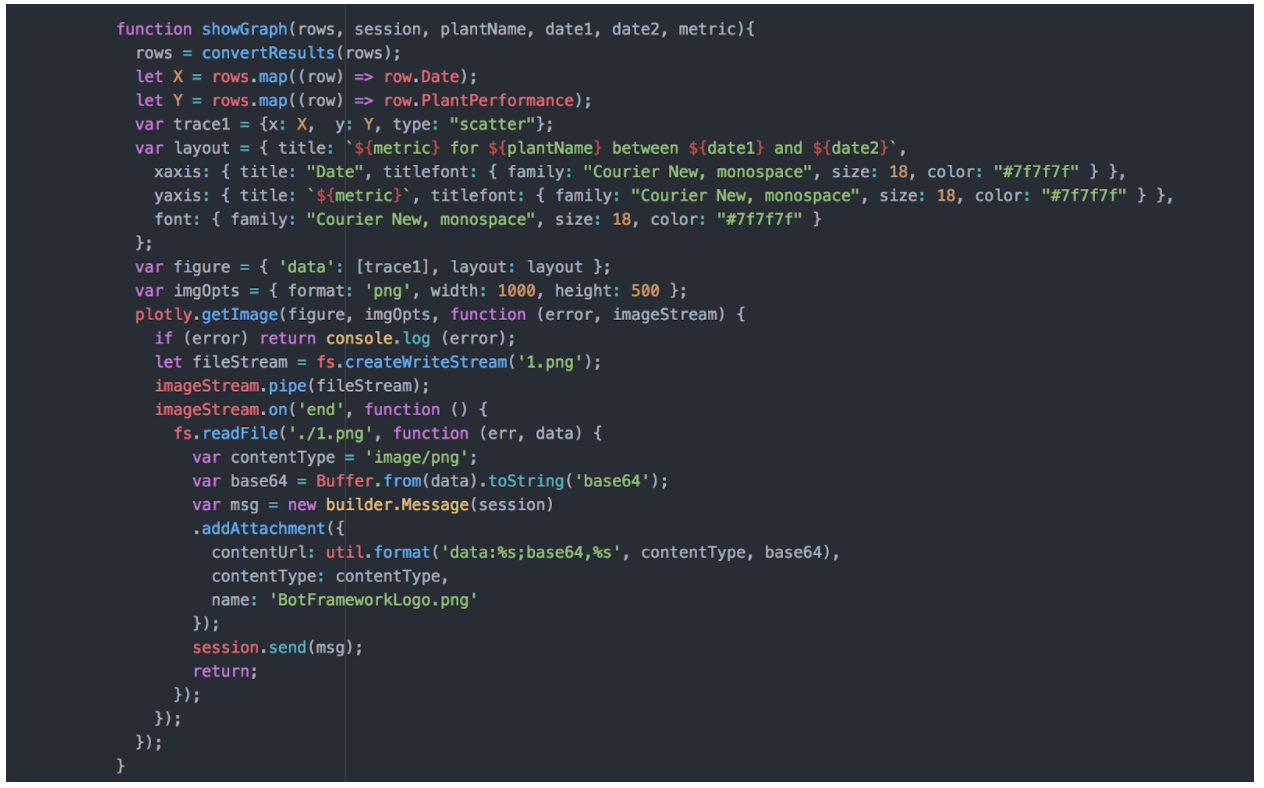 function showGraph(rows, session, plantName, date1, date2, metric){
  rows = convertResults(rows);
  let X = rows.map((row) => row.Date);
  let Y = rows.map((row) => row.PlantPerformance);
  var trace1 = {x: X,  y: Y, type: "scatter"};
  var layout = { title: `${metric} for ${plantName} between ${date1} and ${date2}`,
    xaxis: { title: "Date", titlefont: { family: "Courier New, monospace", size: 18, color: "#7f7f7f" } },
    yaxis: { title: `${metric}`, titlefont: { family: "Courier New, monospace", size: 18, color: "#7f7f7f" } },
    font: { family: "Courier New, monospace", size: 18, color: "#7f7f7f" }
  };
  var figure = { 'data': [trace1], layout: layout };
  var imgOpts = { format: 'png', width: 1000, height: 500 };
  plotly.getImage(figure, imgOpts, function (error, imageStream) {
    if (error) return console.log (error);
    let fileStream = fs.createWriteStream('1.png');
    imageStream.pipe(fileStream);
    imageStream.on('end', function () {
      fs.readFile('./1.png', function (err, data) {
        var contentType = 'image/png';
        var base64 = Buffer.from(data).toString('base64');
        var msg = new builder.Message(session)
        .addAttachment({
          contentUrl: util.format('data:%s;base64,%s', contentType, base64),
          contentType: contentType,
          name: 'BotFrameworkLogo.png'
        });
        session.send(msg);
        return;
      });
    });
  });
}